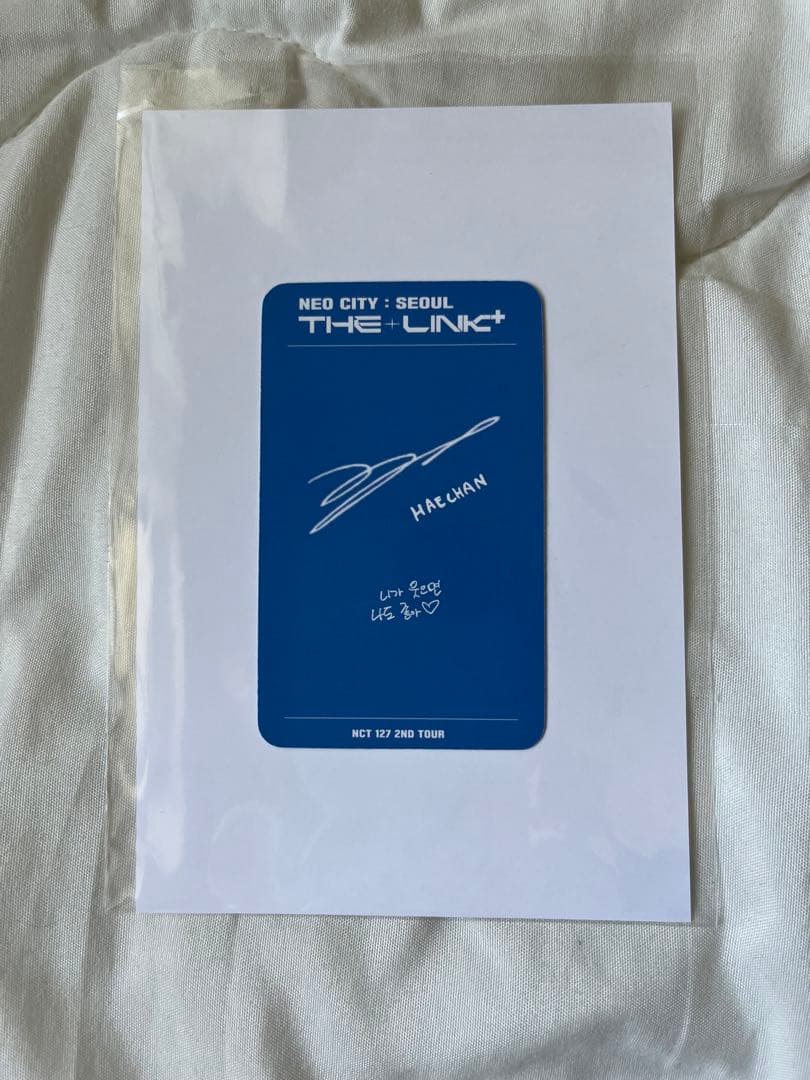 NEO CITY : SEOUL
THE LINK+
HAECHAN
니가 웃으면
나도 좋아♡
NCT 127 2ND TOUR